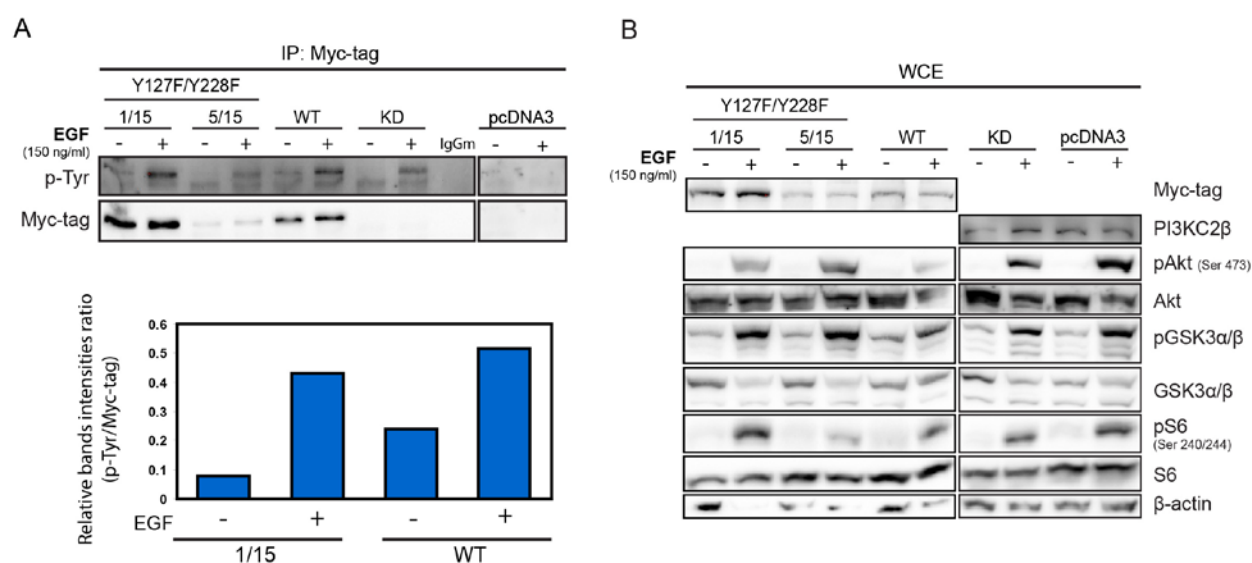 A
IP: Myc-tag
Y127F/Y228F
1/15 5/15 WT KD pcDNA3
EGF - + - + - + - + IgGm - +
(150 ng/ml)
p-Tyr
Myc-tag
0.6
0.5
0.4
0.3
0.2
0.1
0
Relative bands intensities ratio
(p-Tyr/Myc-tag)
EGF - + - +
1/15 WT
B
WCE
Y127F/Y228F
1/15 5/15 WT KD pcDNA3
EGF - + - + - + - + - +
(150 ng/ml)
Myc-tag
PI3KC2β
pAkt (Ser 473)
Akt
pGSK3α/β
GSK3α/β
pS6
(Ser 240/244)
S6
β-actin